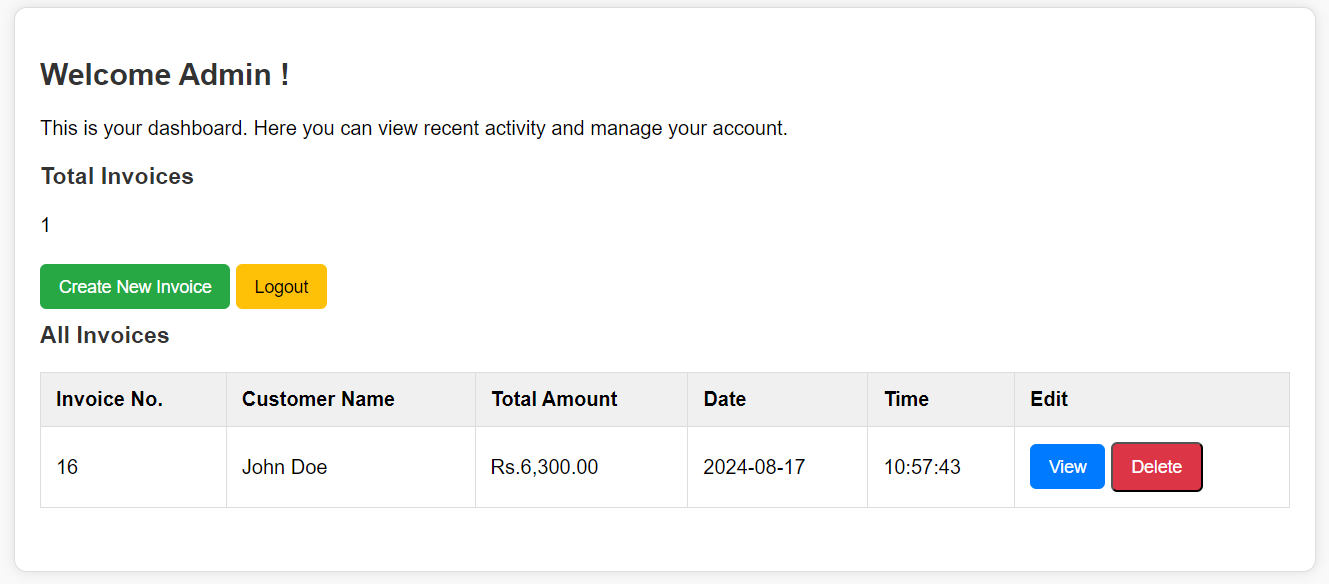 Welcome Admin !
This is your dashboard. Here you can view recent activity and manage your account.
Total Invoices
1
Create New Invoice Logout
All Invoices
Invoice No. Customer Name Total Amount Date Time Edit
16 John Doe Rs.6,300.00 2024-08-17 10:57:43 View Delete